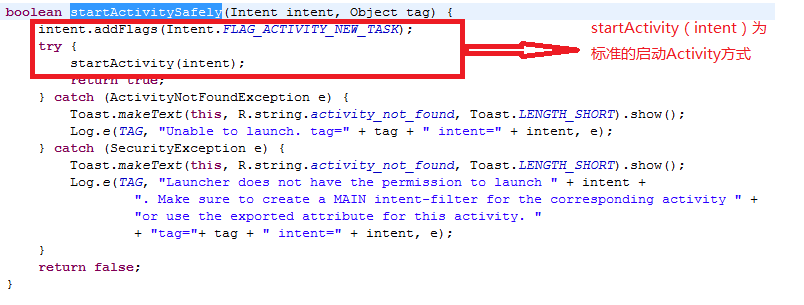 boolean startActivitySafely(Intent intent, Object tag) {
intent.addFlags(Intent.FLAG_ACTIVITY_NEW_TASK);
try {
startActivity(intent);
return true;
} catch (ActivityNotFoundException e) {
Toast.makeText(this, R.string.activity_not_found, Toast.LENGTH_SHORT).show();
Log.e(TAG, "Unable to launch. tag=" + tag + " intent=" + intent, e);
} catch (SecurityException e) {
Toast.makeText(this, R.string.activity_not_found, Toast.LENGTH_SHORT).show();
Log.e(TAG, "Launcher does not have the permission to launch " + intent +
". Make sure to create a MAIN intent-filter for the corresponding activity " +
"or use the exported attribute for this activity. "
+ "tag="+ tag + " intent=" + intent, e);
}
return false;
}
startActivity（intent）为
标准的启动Activity方式